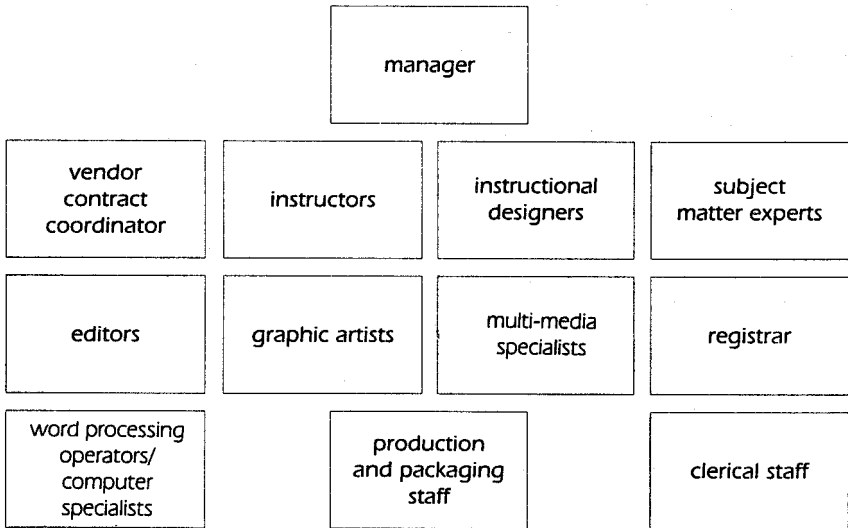 manager
vendor
contract
coordinator
instructors
instructional
designers
subject
matter experts
editors
graphic artists
multi-media
specialists
registrar
word processing
operators/
computer
specialists
production
and packaging
staff
clerical staff